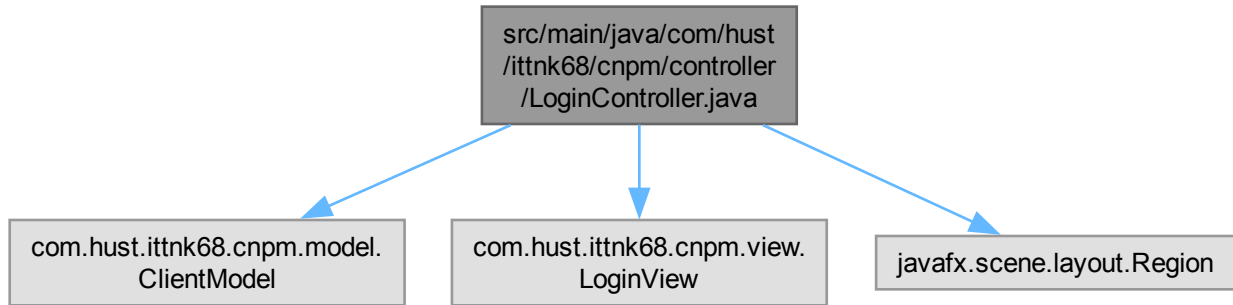 src/main/java/com/hust
/ittnk68/cnpm/controller
/LoginController.java
com.hust.ittnk68.cnpm.model.
ClientModel
com.hust.ittnk68.cnpm.view.
LoginView
javafx.scene.layout.Region